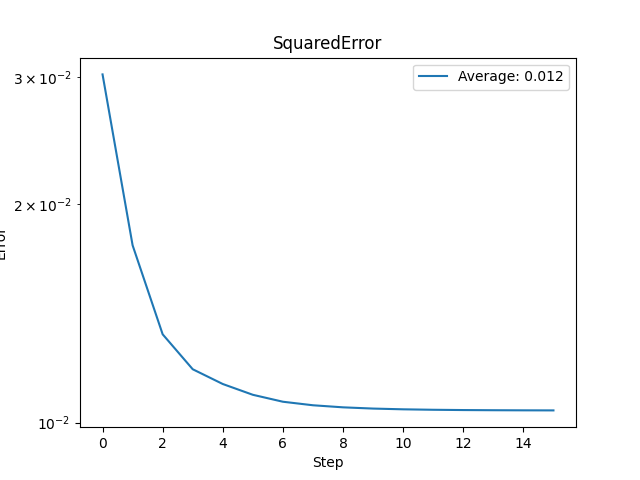 SquaredError
Average: 0.012
3 × 10⁻²
2 × 10⁻²
10⁻²
Error
0 2 4 6 8 10 12 14
Step